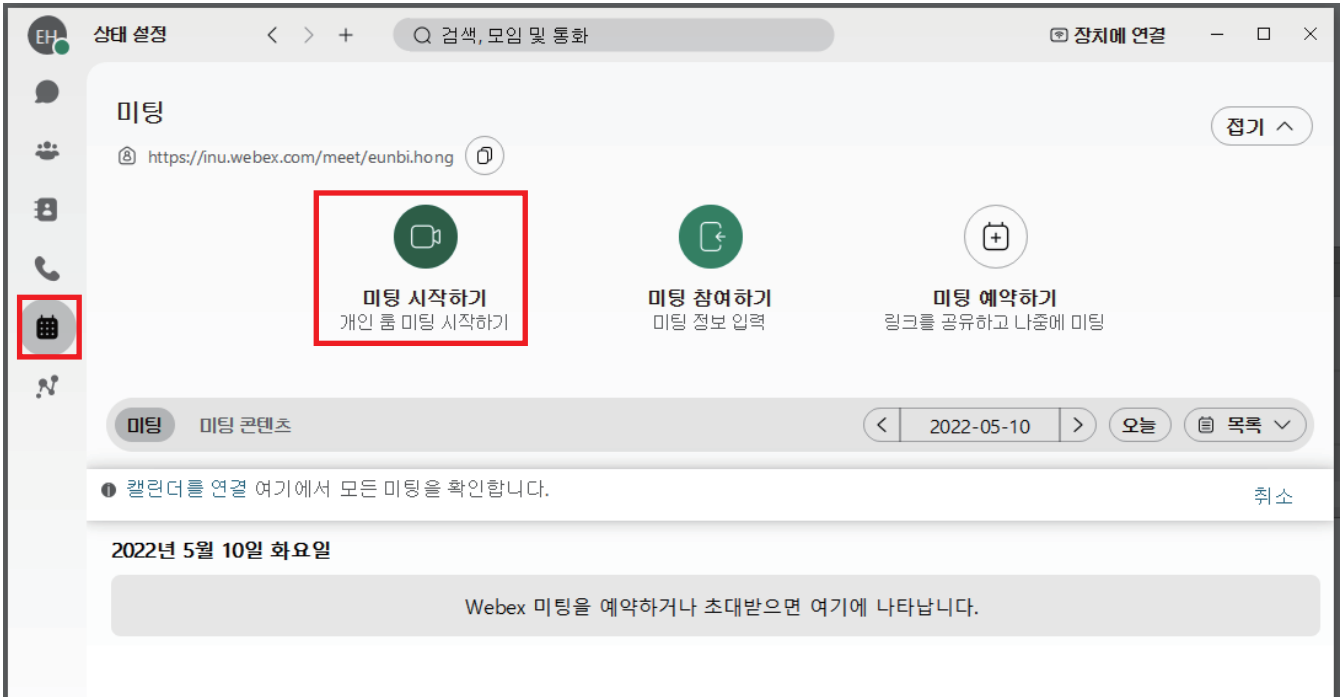 EH 상태 설정 검색, 모임 및 통화 장치에 연결
미팅
접기
https://inu.webex.com/meet/eunbi.hong
미팅 시작하기 미팅 참여하기 미팅 예약하기
개인 룸 미팅 시작하기 미팅 정보 입력 링크를 공유하고 나중에 미팅
미팅 미팅 콘텐츠 2022-05-10 오늘 목록
캘린더를 연결 여기에서 모든 미팅을 확인합니다.
취소
2022년 5월 10일 화요일
Webex 미팅을 예약하거나 초대받으면 여기에 나타납니다.